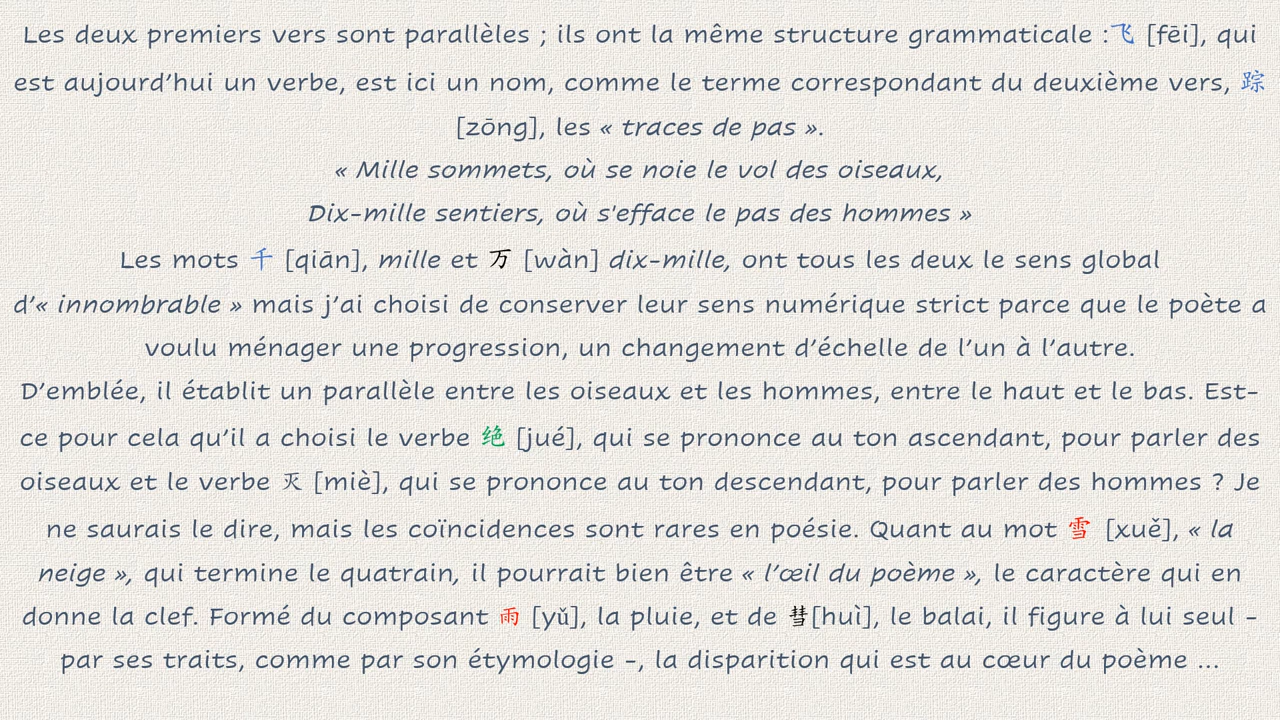 Les deux premiers vers sont parallèles ; ils ont la même structure grammaticale :飞 [fēi], qui
est aujourd’hui un verbe, est ici un nom, comme le terme correspondant du deuxième vers, 踪
[zōng], les « traces de pas ».
« Mille sommets, où se noie le vol des oiseaux,
Dix-mille sentiers, où s'efface le pas des hommes »
Les mots 千 [qiān], mille et 万 [wàn] dix-mille, ont tous les deux le sens global
d’« innombrable » mais j’ai choisi de conserver leur sens numérique strict parce que le poète a
voulu ménager une progression, un changement d’échelle de l’un à l’autre.
D’emblée, il établit un parallèle entre les oiseaux et les hommes, entre le haut et le bas. Est-
ce pour cela qu’il a choisi le verbe 绝 [jué], qui se prononce au ton ascendant, pour parler des
oiseaux et le verbe 灭 [miè], qui se prononce au ton descendant, pour parler des hommes ? Je
ne saurais le dire, mais les coïncidences sont rares en poésie. Quant au mot 雪 [xuě], « la
neige », qui termine le quatrain, il pourrait bien être « l’œil du poème », le caractère qui en
donne la clef. Formé du composant 雨 [yǔ], la pluie, et de 彗[huì], le balai, il figure à lui seul –
par ses traits, comme par son étymologie –, la disparition qui est au cœur du poème ...